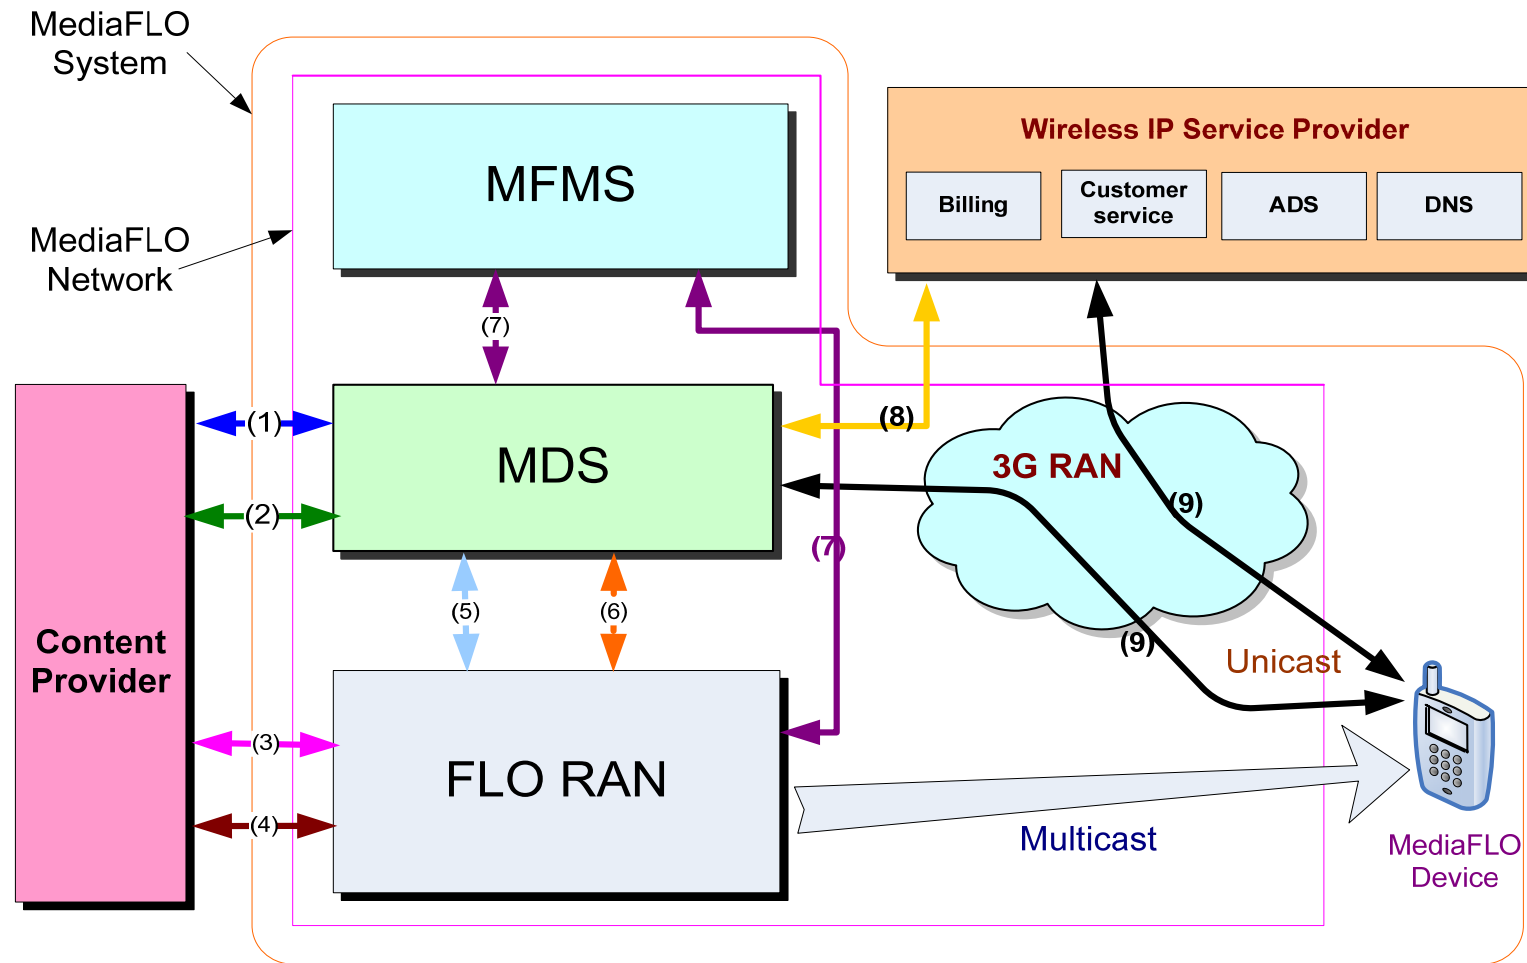 MediaFLO
System
MediaFLO
Network
MFMS
Wireless IP Service Provider
Billing
Customer
service
ADS
DNS
(7)
(1)
MDS
(8)
3G RAN
(9)
(2)
(7)
(5)
(6)
(9)
Content
Provider
Unicast
(3)
FLO RAN
(4)
Multicast
MediaFLO
Device